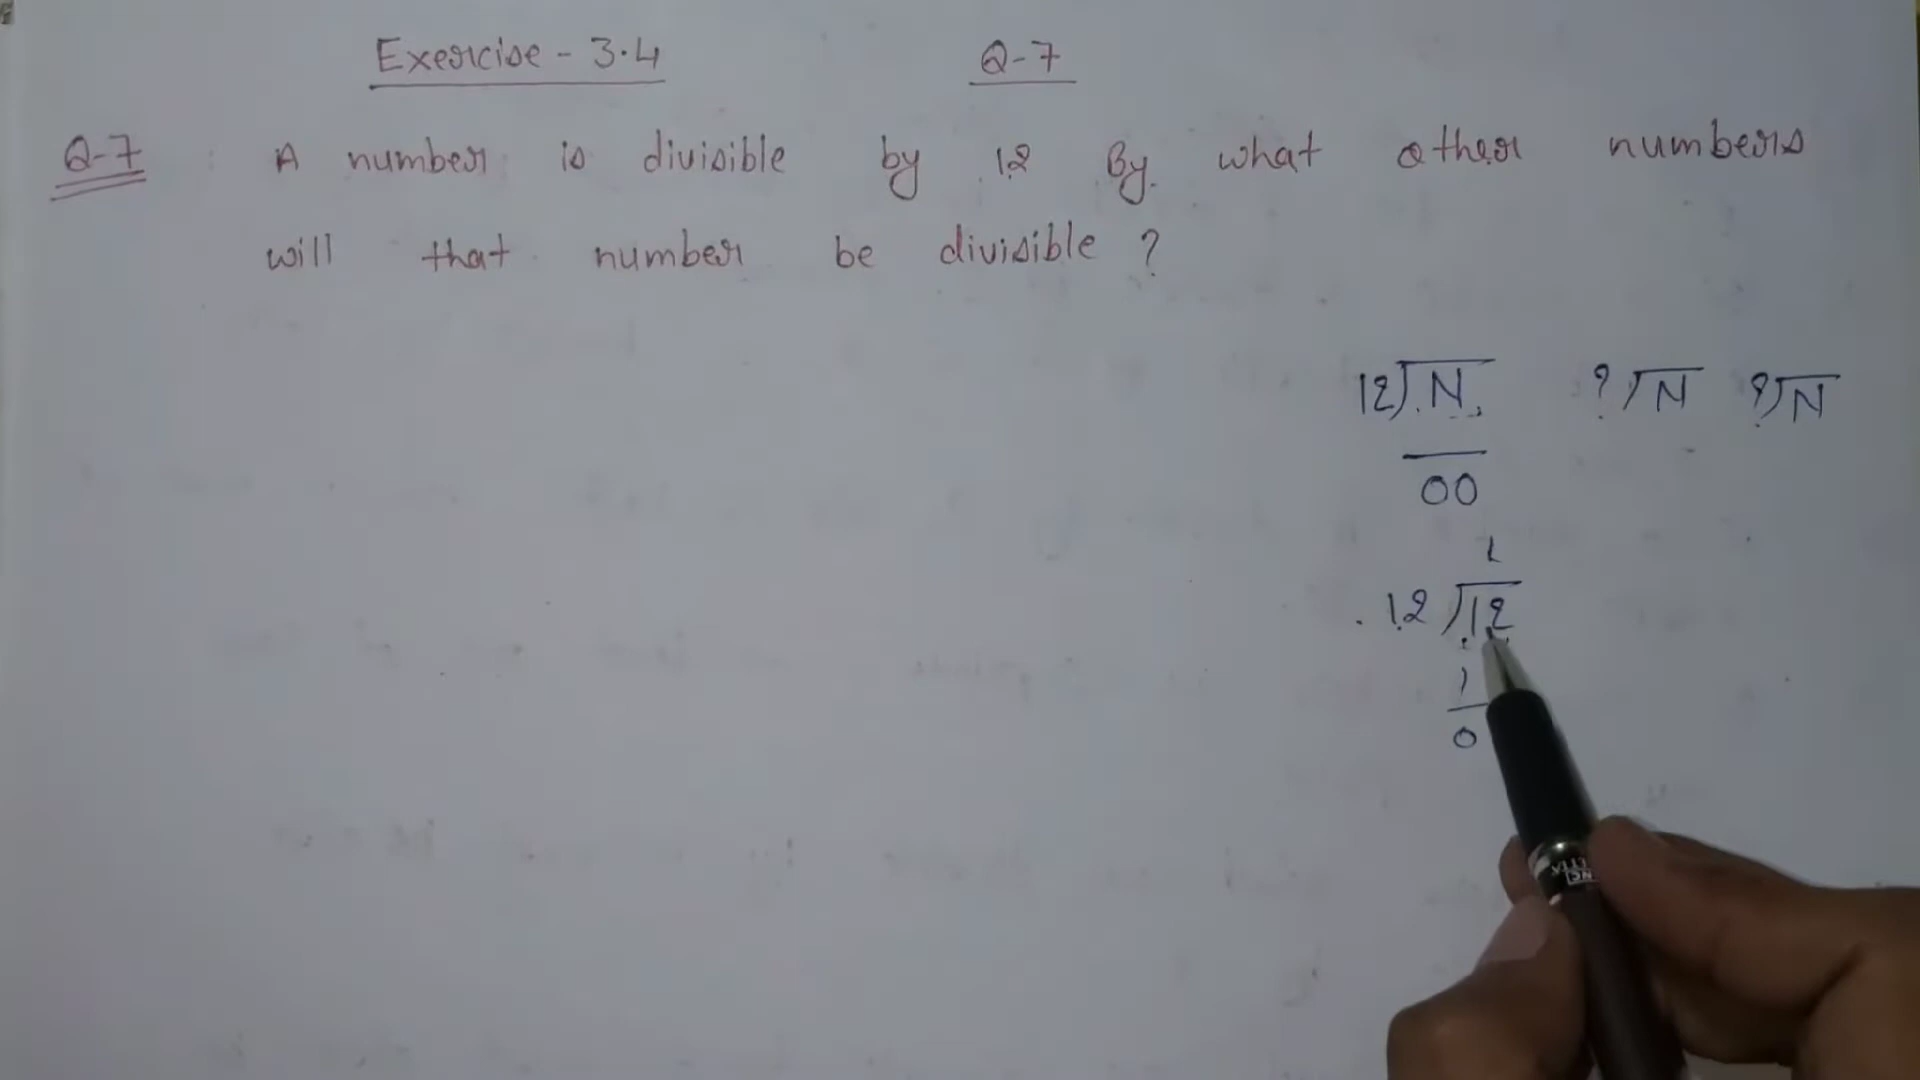 Exercise - 3.4 Q-7
Q-7 A number is divisible by 12 By what other numbers
will that number be divisible ?
12) N ?) N ?) N
00
1
12) 12
1
0